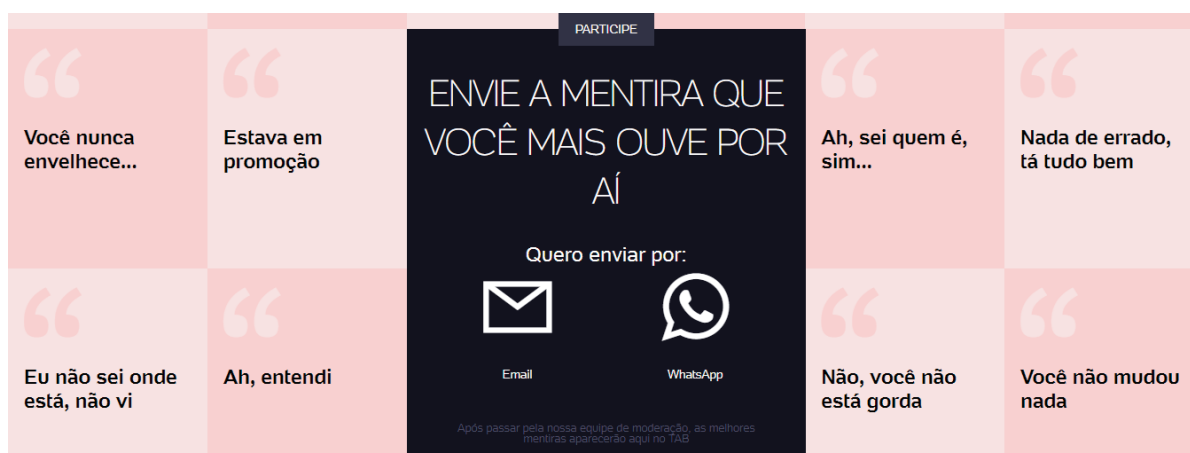 PARTICIPE
Você nunca
envelhece...
Estava em
promoção
ENVIE A MENTIRA QUE
VOCÊ MAIS OUVE POR
AÍ
Ah, sei quem é,
sim...
Nada de errado,
tá tudo bem
Quero enviar por:
Email
WhatsApp
Eu não sei onde
está, não vi
Ah, entendi
Não, você não
está gorda
Você não mudou
nada
Após passar pela nossa equipe de moderação, as melhores
mentiras aparecerão aqui no TAB